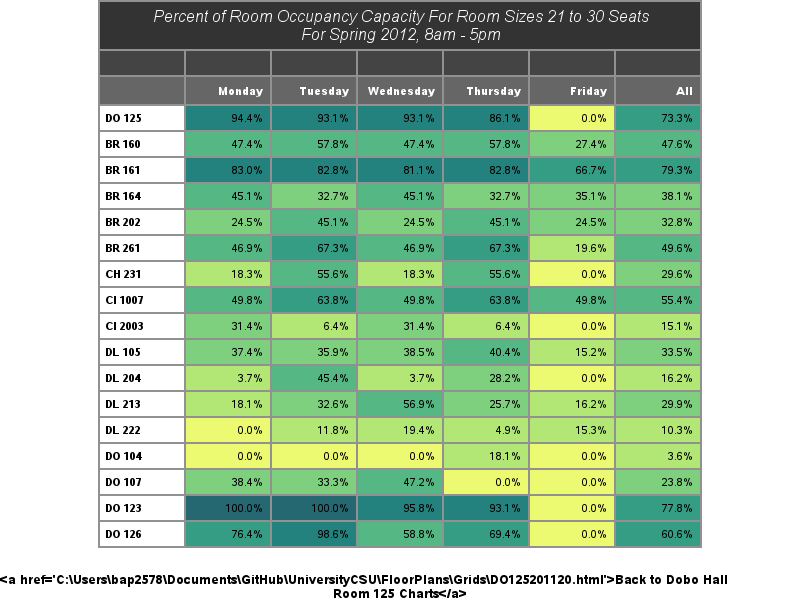 Percent of Room Occupancy Capacity For Room Sizes 21 to 30 Seats
For Spring 2012, 8am - 5pm
Monday Tuesday Wednesday Thursday Friday All
DO 125 94.4% 93.1% 93.1% 86.1% 0.0% 73.3%
BR 160 47.4% 57.8% 47.4% 57.8% 27.4% 47.6%
BR 161 83.0% 82.8% 81.1% 82.8% 66.7% 79.3%
BR 164 45.1% 32.7% 45.1% 32.7% 35.1% 38.1%
BR 202 24.5% 45.1% 24.5% 45.1% 24.5% 32.8%
BR 261 46.9% 67.3% 46.9% 67.3% 19.6% 49.6%
CH 231 18.3% 55.6% 18.3% 55.6% 0.0% 29.6%
CI 1007 49.8% 63.8% 49.8% 63.8% 49.8% 55.4%
CI 2003 31.4% 6.4% 31.4% 6.4% 0.0% 15.1%
DL 105 37.4% 35.9% 38.5% 40.4% 15.2% 33.5%
DL 204 3.7% 45.4% 3.7% 28.2% 0.0% 16.2%
DL 213 18.1% 32.6% 56.9% 25.7% 16.2% 29.9%
DL 222 0.0% 11.8% 19.4% 4.9% 15.3% 10.3%
DO 104 0.0% 0.0% 0.0% 18.1% 0.0% 3.6%
DO 107 38.4% 33.3% 47.2% 0.0% 0.0% 23.8%
DO 123 100.0% 100.0% 95.8% 93.1% 0.0% 77.8%
DO 126 76.4% 98.6% 58.8% 69.4% 0.0% 60.6%
<a href='C:\Users\bap2578\Documents\GitHub\UniversityCSU\FloorPlans\Grids\DO125201120.html'>Back to Dobo Hall
Room 125 Charts</a>